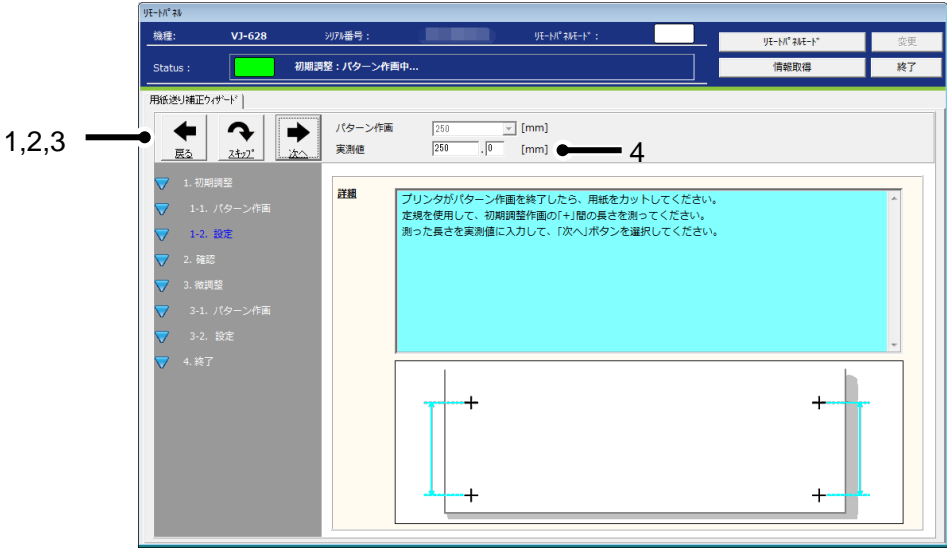 ﾘﾓｰﾄﾊﾟﾈﾙ
機種： VJ-628 ｼﾘｱﾙ番号： ﾘﾓｰﾄﾊﾟﾈﾙﾓｰﾄﾞ： ﾘﾓｰﾄﾊﾟﾈﾙﾓｰﾄﾞ 変更
Status： 初期調整：パターン作画中... 情報取得 終了
用紙送り補正ｳｨｻﾞｰﾄﾞ
1,2,3
戻る ｽｷｯﾌﾟ 次へ
パターン作画 250 [mm]
実測値 250 . 0 [mm] 4
1. 初期調整
1-1. パターン作画
1-2. 設定
2. 確認
3. 微調整
3-1. パターン作画
3-2. 設定
4. 終了
詳細
プリンタがパターン作画を終了したら、用紙をカットしてください。
定規を使用して、初期調整作画の「+」間の長さを測ってください。
測った長さを実測値に入力して、「次へ」ボタンを選択してください。